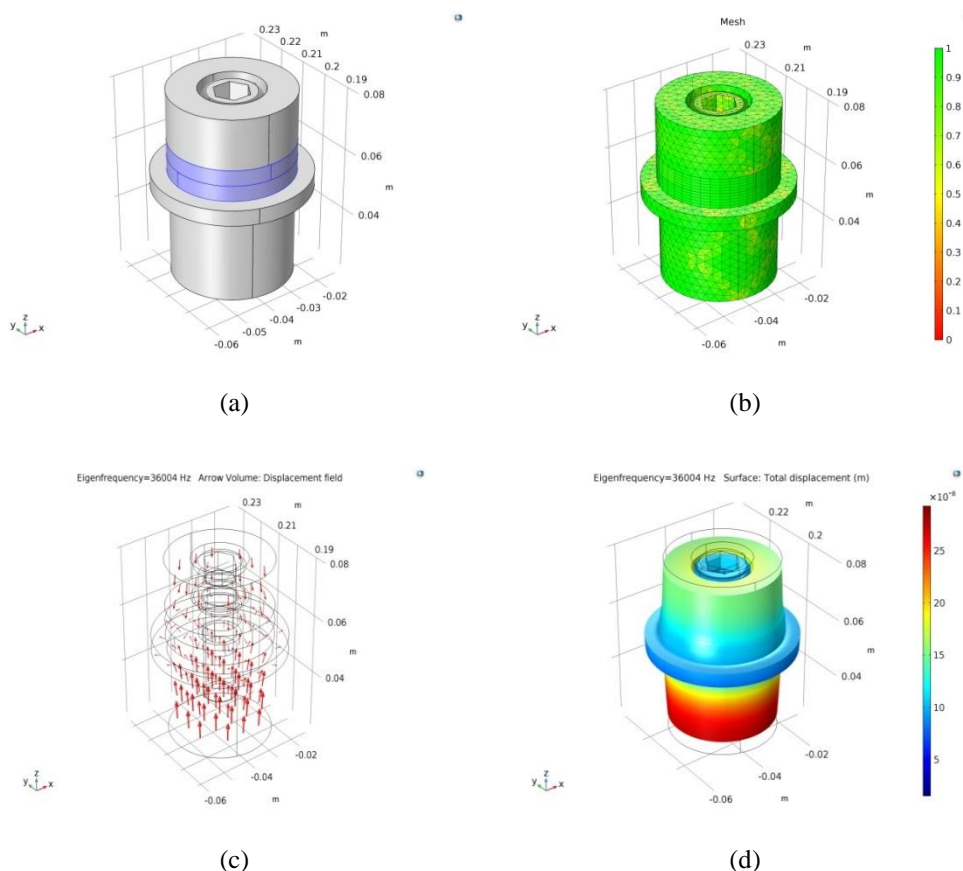 m
0.23
0.22
0.21
0.2
0.19
0.08
0.06
m
0.04
-0.02
-0.03
-0.04
-0.05
-0.06
m
y z x
(a)
Mesh
m
0.23
0.21
0.19
0.08
0.06
m
0.04
-0.02
-0.04
-0.06
m
y z x
1
0.9
0.8
0.7
0.6
0.5
0.4
0.3
0.2
0.1
0
(b)
Eigenfrequency=36004 Hz Arrow Volume: Displacement field
m
0.23
0.21
0.19
0.08
0.06
m
0.04
-0.02
-0.04
-0.06
m
y z x
(c)
Eigenfrequency=36004 Hz Surface: Total displacement (m)
m
0.22
0.2
0.08
0.06
m
0.04
-0.02
-0.04
-0.06
m
y z x
×10⁻⁸
25
20
15
10
5
(d)